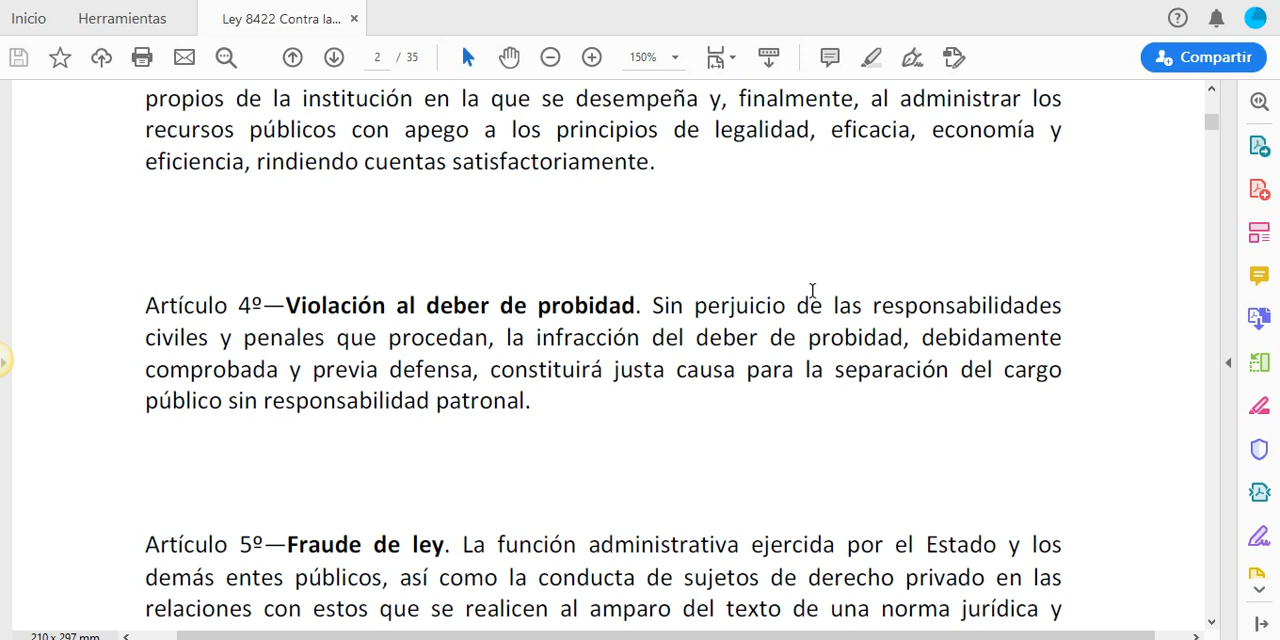 Inicio Herramientas Ley 8422 Contra la... ×
2 / 35 150% Compartir
propios de la institución en la que se desempeña y, finalmente, al administrar los
recursos públicos con apego a los principios de legalidad, eficacia, economía y
eficiencia, rindiendo cuentas satisfactoriamente.
Artículo 4º—Violación al deber de probidad. Sin perjuicio de las responsabilidades
civiles y penales que procedan, la infracción del deber de probidad, debidamente
comprobada y previa defensa, constituirá justa causa para la separación del cargo
público sin responsabilidad patronal.
Artículo 5º—Fraude de ley. La función administrativa ejercida por el Estado y los
demás entes públicos, así como la conducta de sujetos de derecho privado en las
relaciones con estos que se realicen al amparo del texto de una norma jurídica y
210 x 297 mm